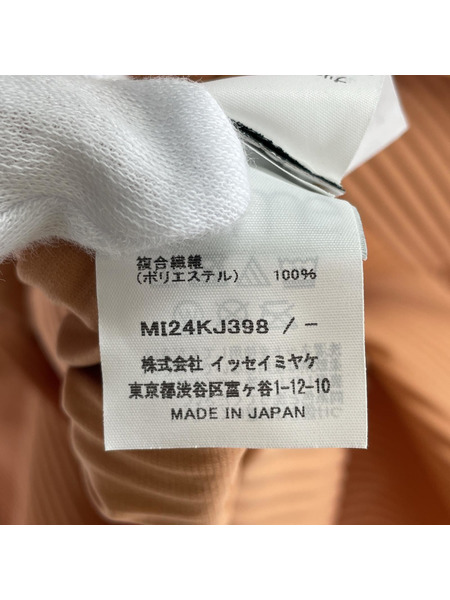 複合繊維
(ポリエステル) 100%
MI24KJ398 / -
株式会社 イッセイミヤケ
東京都渋谷区富ヶ谷1-12-10
MADE IN JAPAN